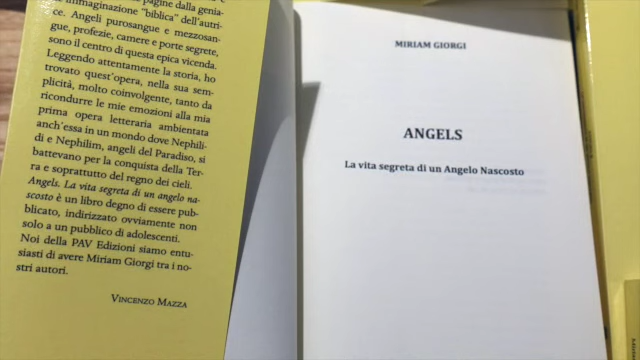 pagine dalla genia-
immaginazione "biblica" dell'autri-
ce. Angeli purosangue e mezzosan-
gue, profezie, camere e porte segrete,
sono il centro di questa epica vicenda.
Leggendo attentamente la storia, ho
trovato quest'opera, nella sua sem-
plicità, molto coinvolgente, tanto da
ricondurre le mie emozioni alla mia
prima opera letteraria ambientata
anch'essa in un mondo dove Nephili-
di e Nephilim, angeli del Paradiso, si
battevano per la conquista della Ter-
ra e soprattutto del regno dei cieli.
Angels. La vita segreta di un angelo na-
scosto è un libro degno di essere pub-
blicato, indirizzato ovviamente non
solo a un pubblico di adolescenti.
Noi della PAV Edizioni siamo entu-
siasti di avere Miriam Giorgi tra i no-
stri autori.
VINCENZO MAZZA
MIRIAM GIORGI
ANGELS
La vita segreta di un Angelo Nascosto